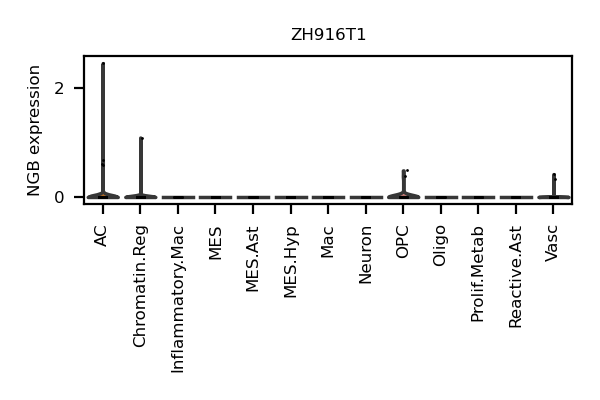 ZH916T1
NGB expression
2
0
AC
Chromatin.Reg
Inflammatory.Mac
MES
MES.Ast
MES.Hyp
Mac
Neuron
OPC
Oligo
Prolif.Metab
Reactive.Ast
Vasc